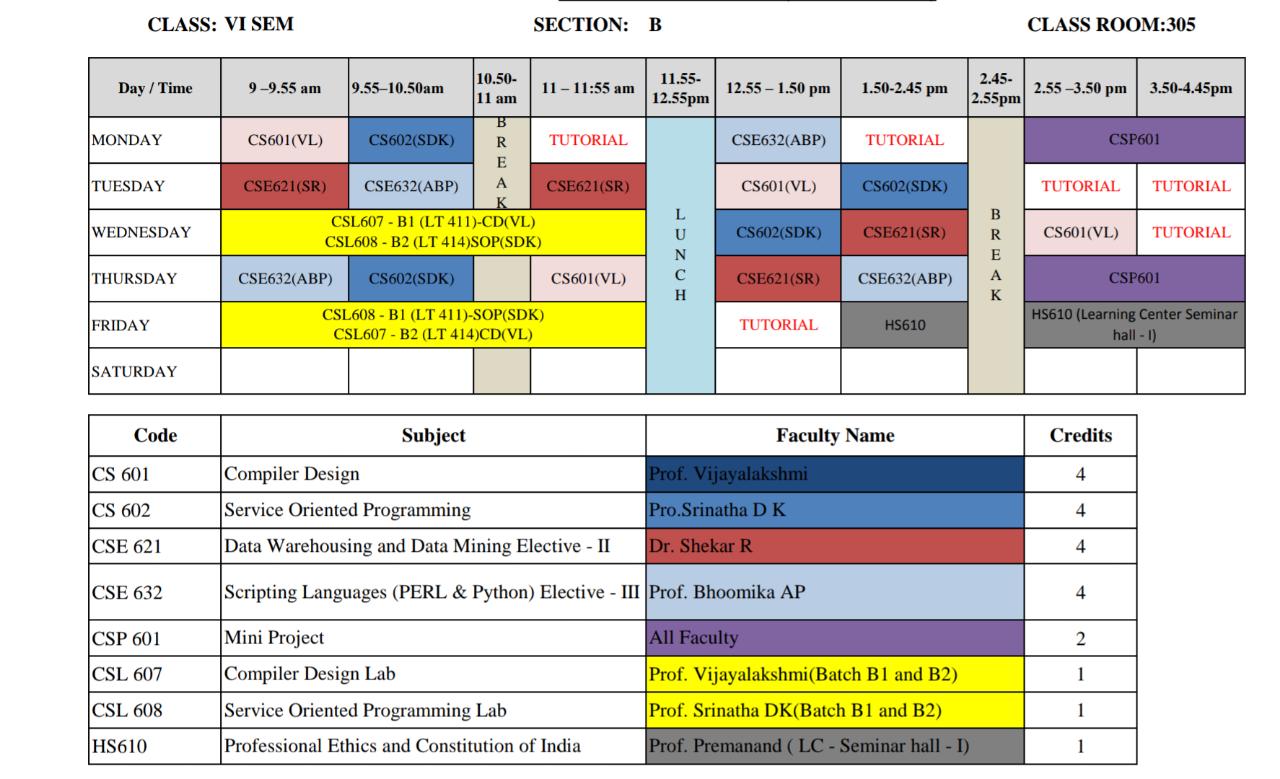 CLASS: VI SEM SECTION: B CLASS ROOM:305
Day / Time 9 –9.55 am 9.55–10.50am 10.50-11 am 11 – 11:55 am 11.55-12.55pm 12.55 – 1.50 pm 1.50-2.45 pm 2.45-2.55pm 2.55 –3.50 pm 3.50-4.45pm
MONDAY CS601(VL) CS602(SDK) TUTORIAL CSE632(ABP) TUTORIAL CSP601
TUESDAY CSE621(SR) CSE632(ABP) CSE621(SR) CS601(VL) CS602(SDK) TUTORIAL TUTORIAL
BREAK
WEDNESDAY CSL607 - B1 (LT 411)-CD(VL)
CSL608 - B2 (LT 414)SOP(SDK)
CS602(SDK) CSE621(SR) CS601(VL) TUTORIAL
LUNCH
BREAK
THURSDAY CSE632(ABP) CS602(SDK) CS601(VL) CSE621(SR) CSE632(ABP) CSP601
FRIDAY CSL608 - B1 (LT 411)-SOP(SDK)
CSL607 - B2 (LT 414)CD(VL)
TUTORIAL HS610 HS610 (Learning Center Seminar
hall - I)
SATURDAY
Code Subject Faculty Name Credits
CS 601 Compiler Design Prof. Vijayalakshmi 4
CS 602 Service Oriented Programming Pro.Srinatha D K 4
CSE 621 Data Warehousing and Data Mining Elective - II Dr. Shekar R 4
CSE 632 Scripting Languages (PERL & Python) Elective - III Prof. Bhoomika AP 4
CSP 601 Mini Project All Faculty 2
CSL 607 Compiler Design Lab Prof. Vijayalakshmi(Batch B1 and B2) 1
CSL 608 Service Oriented Programming Lab Prof. Srinatha DK(Batch B1 and B2) 1
HS610 Professional Ethics and Constitution of India Prof. Premanand ( LC - Seminar hall - I) 1